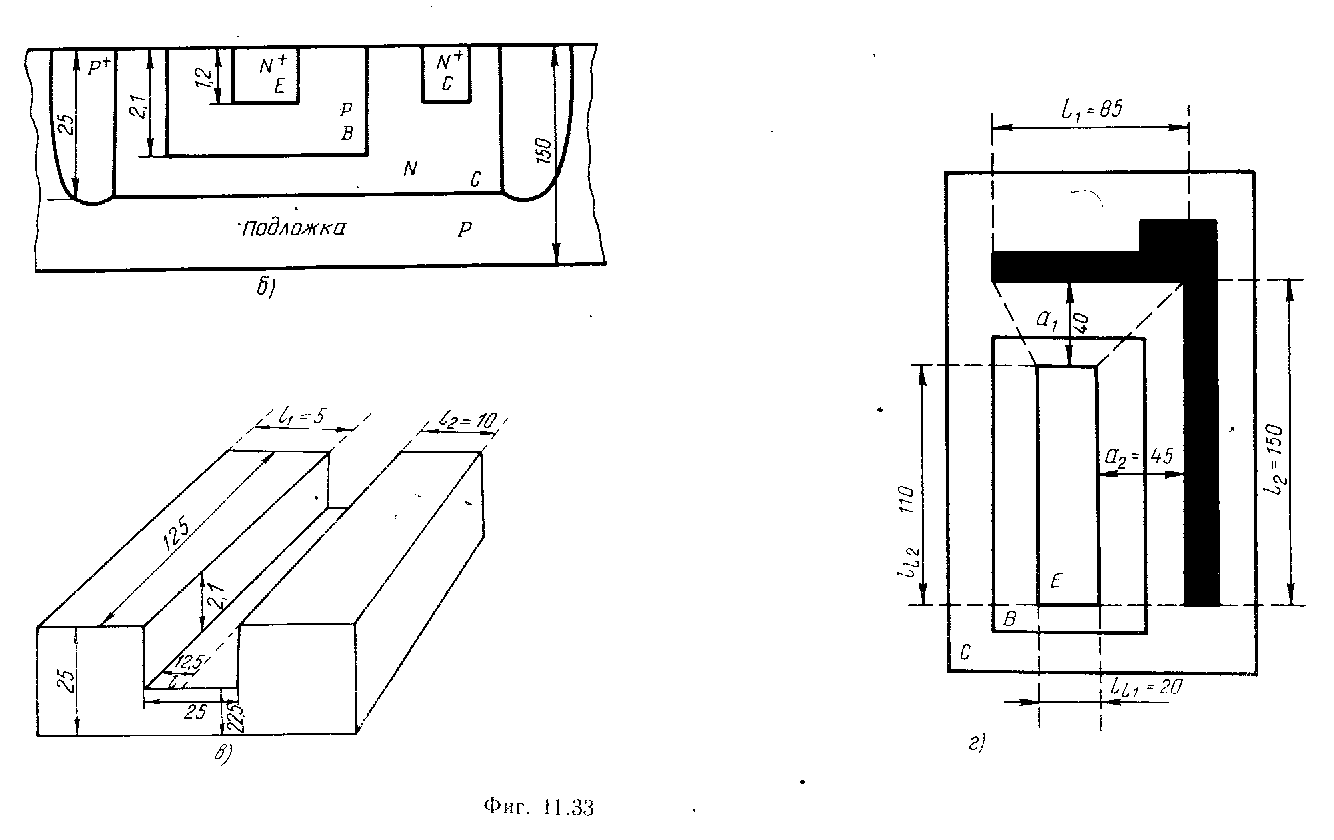 P+
25
2,1
1,2
N+
E
P
B
N+
C
150
N
C
Подложка P
б)
l₁=5
l₂=10
125
2,1
12,5
25
25
22,5
в)
l₁=85
a₁
40
l₂=150
a₂= 45
110
l_L2
E
B
C
l_L1=20
г)
Фиг. 11.33